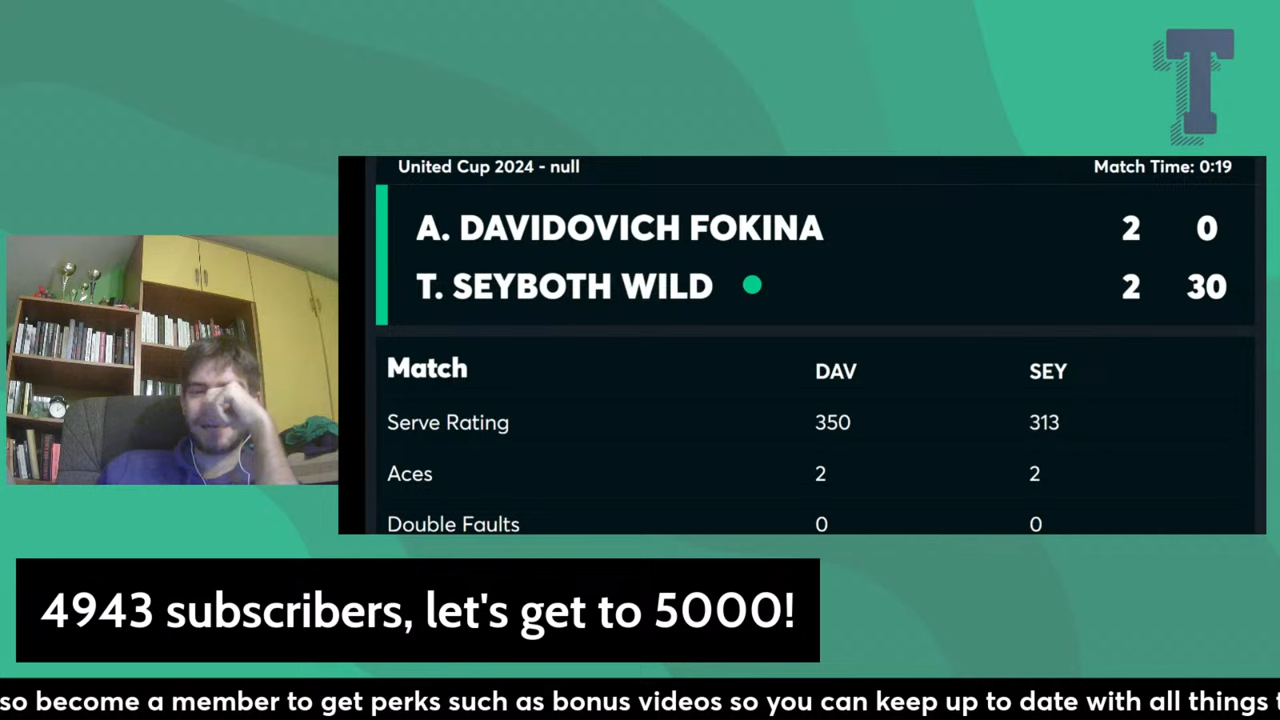 T
United Cup 2024 - null Match Time: 0:19
A. DAVIDOVICH FOKINA 2 0
T. SEYBOTH WILD 2 30
Match DAV SEY
Serve Rating 350 313
Aces 2 2
Double Faults 0 0
4943 subscribers, let's get to 5000!
so become a member to get perks such as bonus videos so you can keep up to date with all things